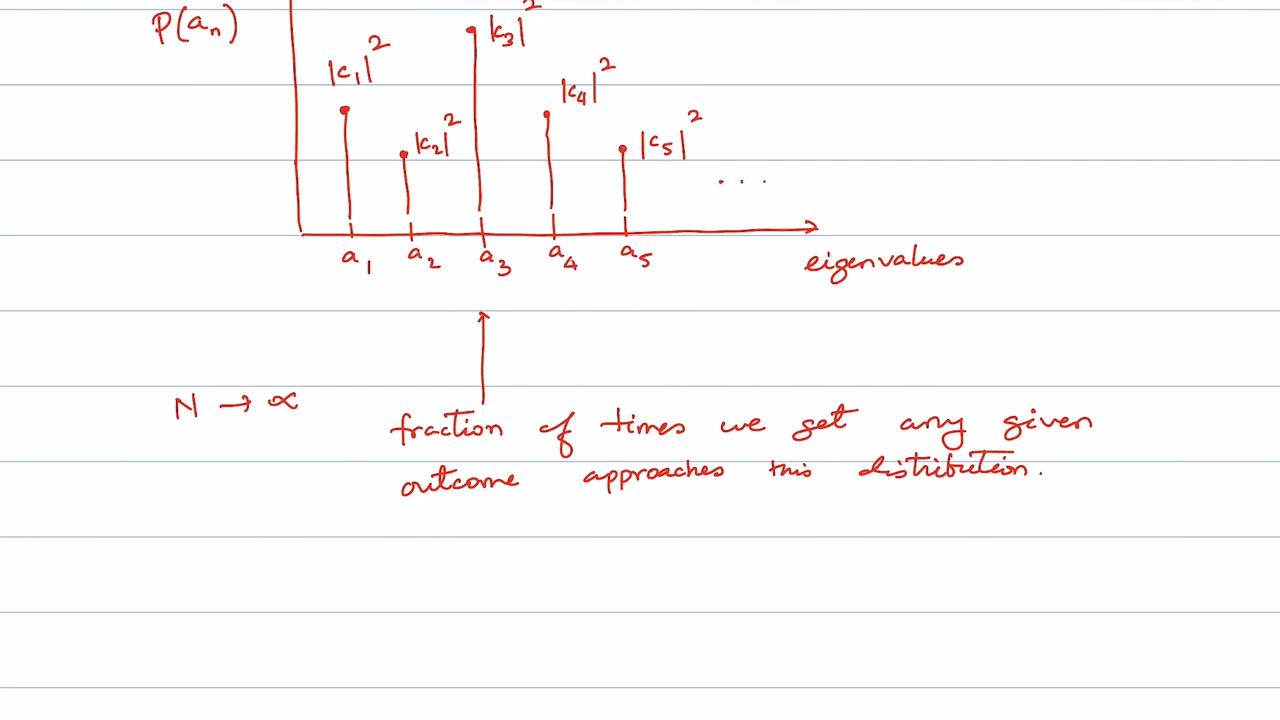 P(aₙ)
|c₁|²
|c₂|²
|c₃|²
|c₄|²
|c₅|²
. . .
a₁ a₂ a₃ a₄ a₅
eigenvalues
N → ∝
fraction of times we get any given
outcome approaches this distribution.